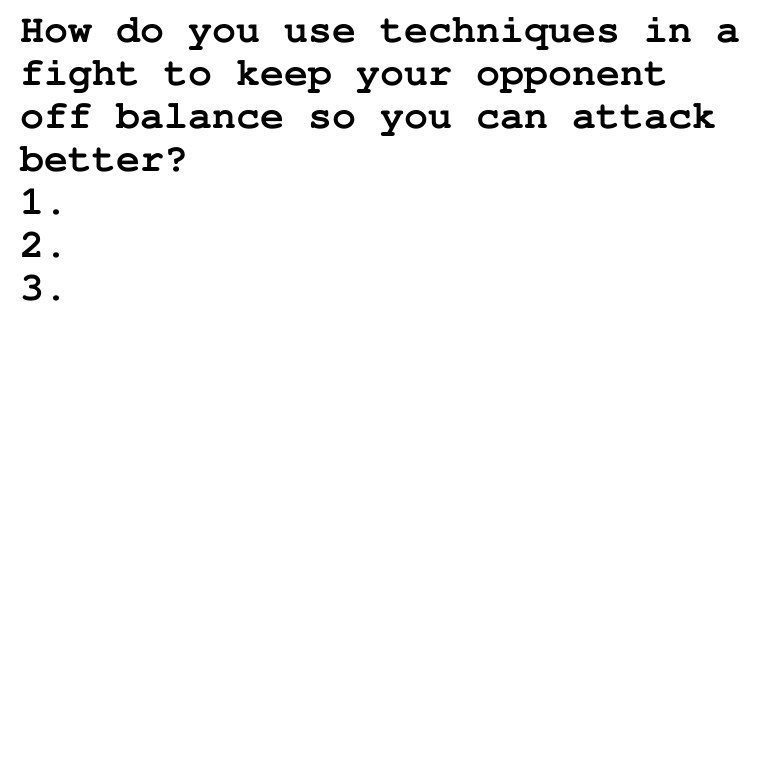 How do you use techniques in a
fight to keep your opponent
off balance so you can attack
better?
1.
2.
3.